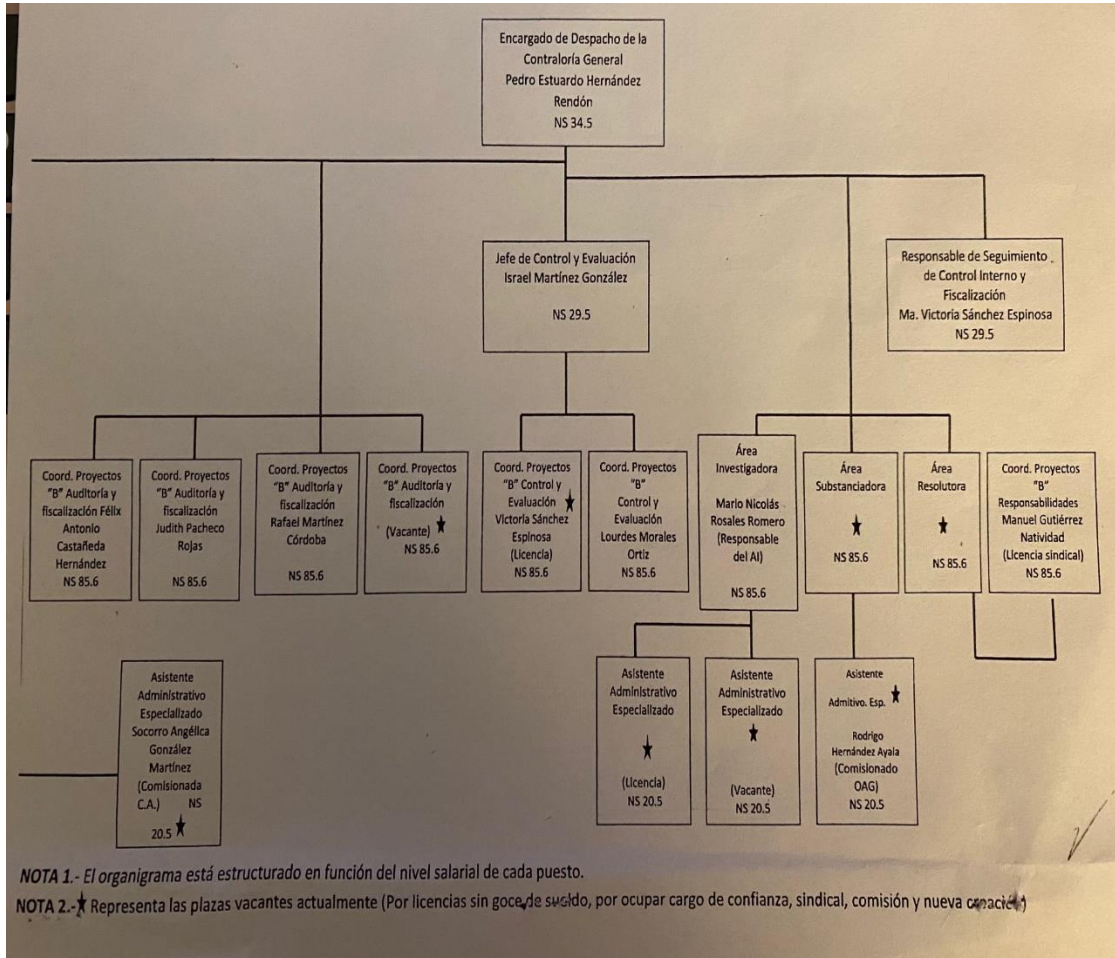 Encargado de Despacho de la
Contraloría General
Pedro Estuardo Hernández
Rendón
NS 34.5
Jefe de Control y Evaluación
Israel Martínez González
NS 29.5
Responsable de Seguimiento
de Control Interno y
Fiscalización
Ma. Victoria Sánchez Espinosa
NS 29.5
Coord. Proyectos
"B" Auditoría y
fiscalización Félix
Antonio
Castañeda
Hernández
NS 85.6
Coord. Proyectos
"B" Auditoría y
fiscalización
Judith Pacheco
Rojas
NS 85.6
Coord. Proyectos
"B" Auditoría y
fiscalización
Rafael Martínez
Córdoba
NS 85.6
Coord. Proyectos
"B" Auditoría y
fiscalización
(Vacante)
NS 85.6
Coord. Proyectos
"B" Control y
Evaluación
Victoria Sánchez
Espinosa
(Licencia)
NS 85.6
Coord. Proyectos
"B"
Control y
Evaluación
Lourdes Morales
Ortiz
NS 85.6
Área
Investigadora
Mario Nicolás
Rosales Romero
(Responsable
del AI)
NS 85.6
Área
Substanciadora
NS 85.6
Área
Resolutora
NS 85.6
Coord. Proyectos
"B"
Responsabilidades
Manuel Gutiérrez
Natividad
(Licencia sindical)
NS 85.6
Asistente
Administrativo
Especializado
Socorro Angélica
González
Martínez
(Comisionada
C.A.) NS
20.5
Asistente
Administrativo
Especializado
(Licencia)
NS 20.5
Asistente
Administrativo
Especializado
(Vacante)
NS 20.5
Asistente
Admitivo. Esp.
Rodrigo
Hernández Ayala
(Comisionado
OAG)
NS 20.5
NOTA 1.- El organigrama está estructurado en función del nivel salarial de cada puesto.
NOTA 2.-★ Representa las plazas vacantes actualmente (Por licencias sin goce de sueldo, por ocupar cargo de confianza, sindical, comisión y nueva